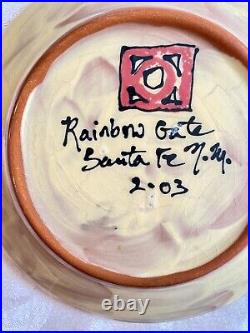 Rainbow Gate
Santa Fe N.M.
2.03